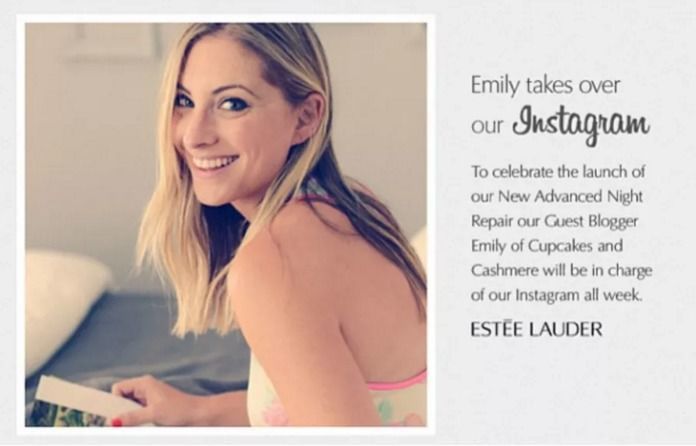 Emily takes over
our Instagram
To celebrate the launch of
our New Advanced Night
Repair our Guest Blogger
Emily of Cupcakes and
Cashmere will be in charge
of our Instagram all week.
ESTĒE LAUDER